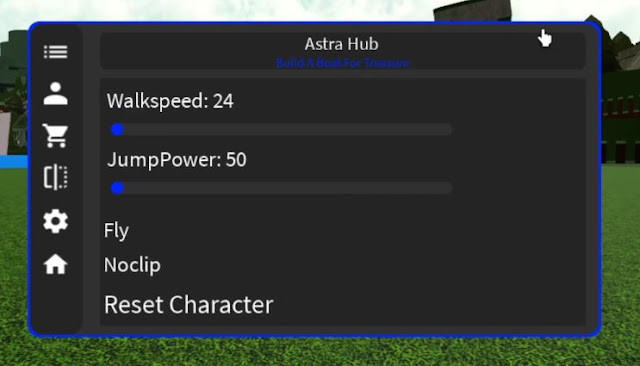 Astra Hub
Build A Boat For Treasure
Walkspeed: 24
JumpPower: 50
Fly
Noclip
Reset Character